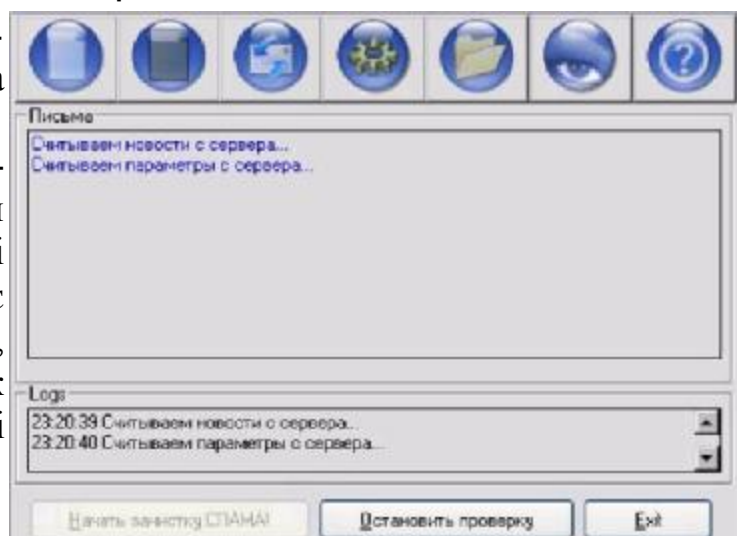 Письма
Считываем новости с сервера...
Считываем параметры с сервера...
Logs
23:20:39 Считываем новости с сервера...
23:20:40 Считываем параметры с сервера...
Начать зачистку СПАМА!
Остановить проверку
Exit